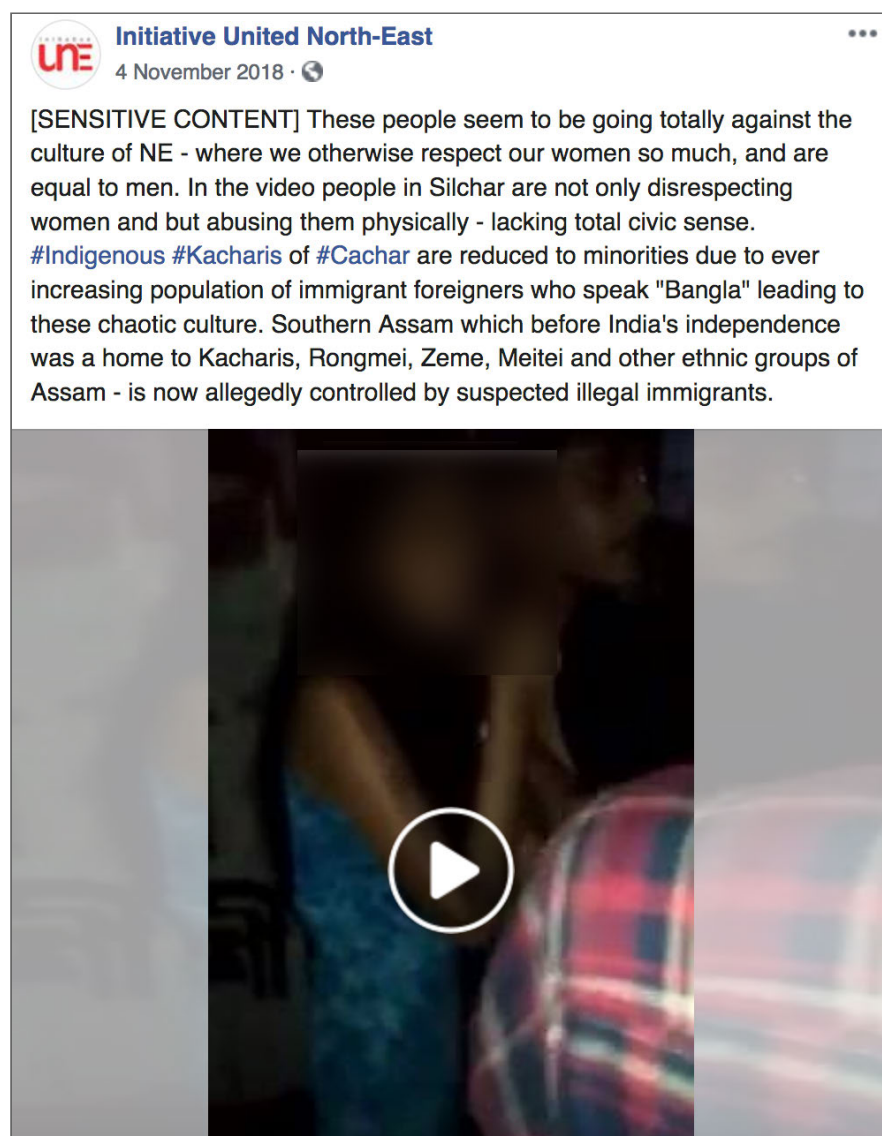 UNE
Initiative United North-East
4 November 2018 ·
[SENSITIVE CONTENT] These people seem to be going totally against the
culture of NE - where we otherwise respect our women so much, and are
equal to men. In the video people in Silchar are not only disrespecting
women and but abusing them physically - lacking total civic sense.
#Indigenous #Kacharis of #Cachar are reduced to minorities due to ever
increasing population of immigrant foreigners who speak "Bangla" leading to
these chaotic culture. Southern Assam which before India's independence
was a home to Kacharis, Rongmei, Zeme, Meitei and other ethnic groups of
Assam - is now allegedly controlled by suspected illegal immigrants.